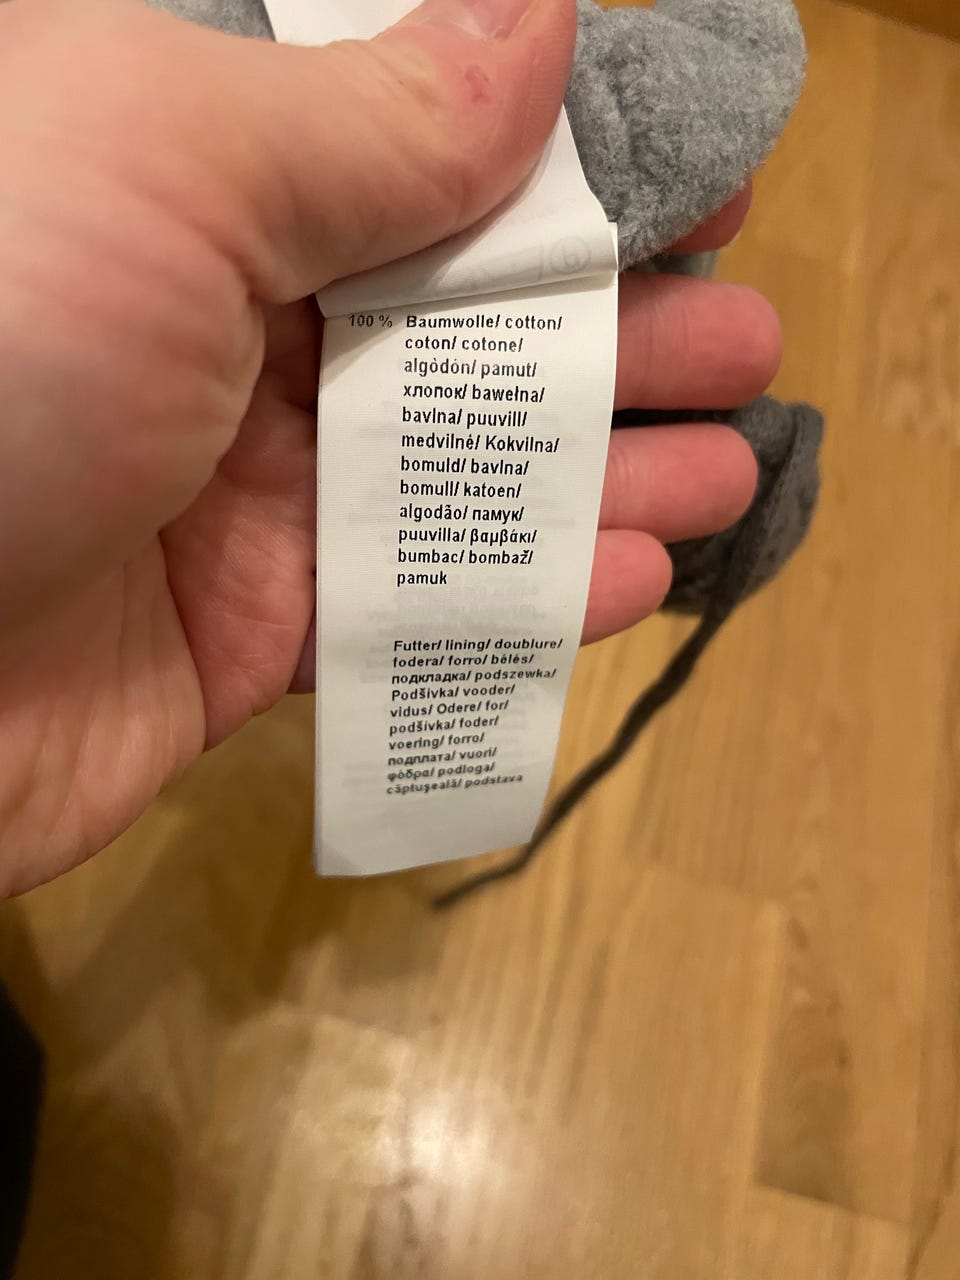 100 % Baumwolle/ cotton/
coton/ cotone/
algòdón/ pamut/
хлопок/ bawełna/
bavlna/ puuvill/
medvilnė/ Kokvilna/
bomuld/ bavlna/
bomull/ katoen/
algodão/ памук/
puuvilla/ βαμβάκι/
bumbac/ bombaž/
pamuk
Futter/ lining/ doublure/
fodera/ forro/ bélés/
подкладка/ podszewka/
Podšívka/ vooder/
vidus/ Odere/ for/
podšívka/ foder/
voering/ forro/
подплата/ vuori/
φόδρα/ podloga/
căptuşeală/ podstava